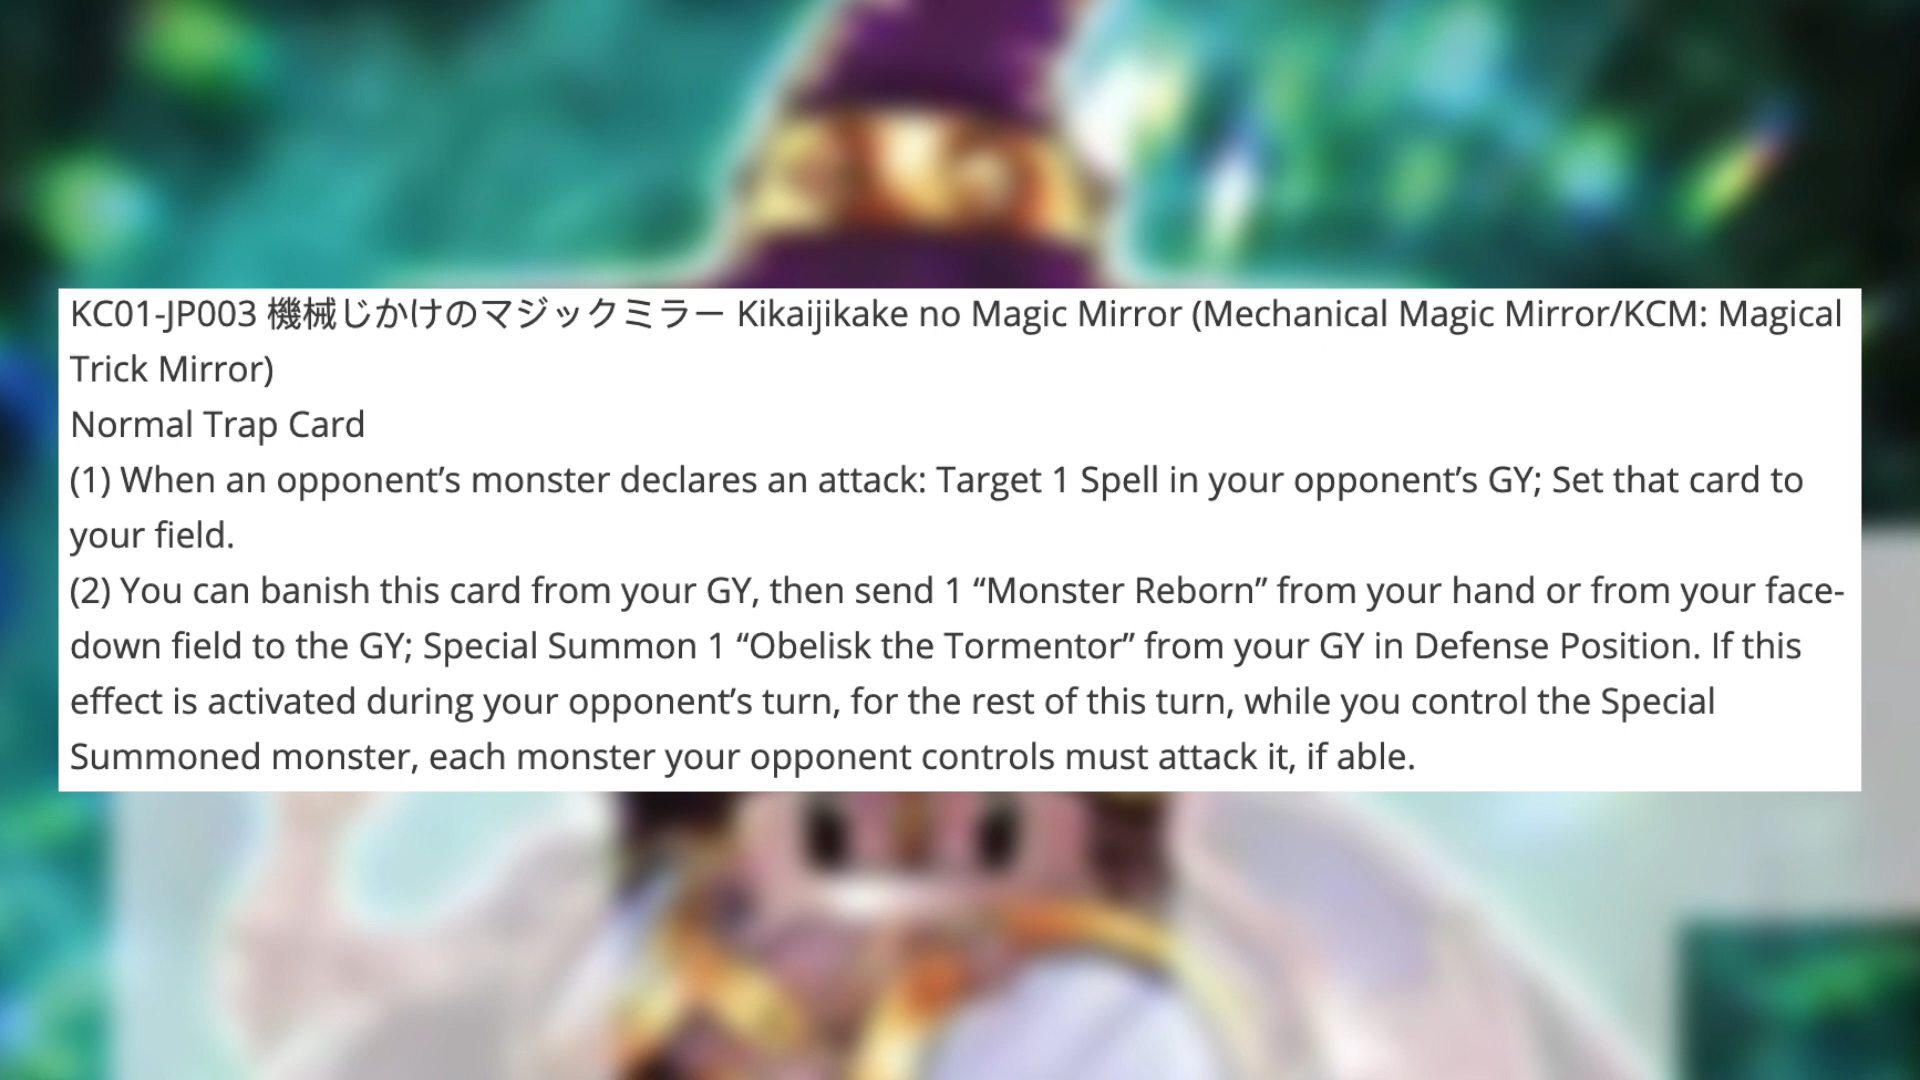 KC01-JP003 機械じかけのマジックミラー Kikaijikake no Magic Mirror (Mechanical Magic Mirror/KCM: Magical
Trick Mirror)
Normal Trap Card
(1) When an opponent’s monster declares an attack: Target 1 Spell in your opponent’s GY; Set that card to
your field.
(2) You can banish this card from your GY, then send 1 “Monster Reborn” from your hand or from your face-
down field to the GY; Special Summon 1 “Obelisk the Tormentor” from your GY in Defense Position. If this
effect is activated during your opponent’s turn, for the rest of this turn, while you control the Special
Summoned monster, each monster your opponent controls must attack it, if able.